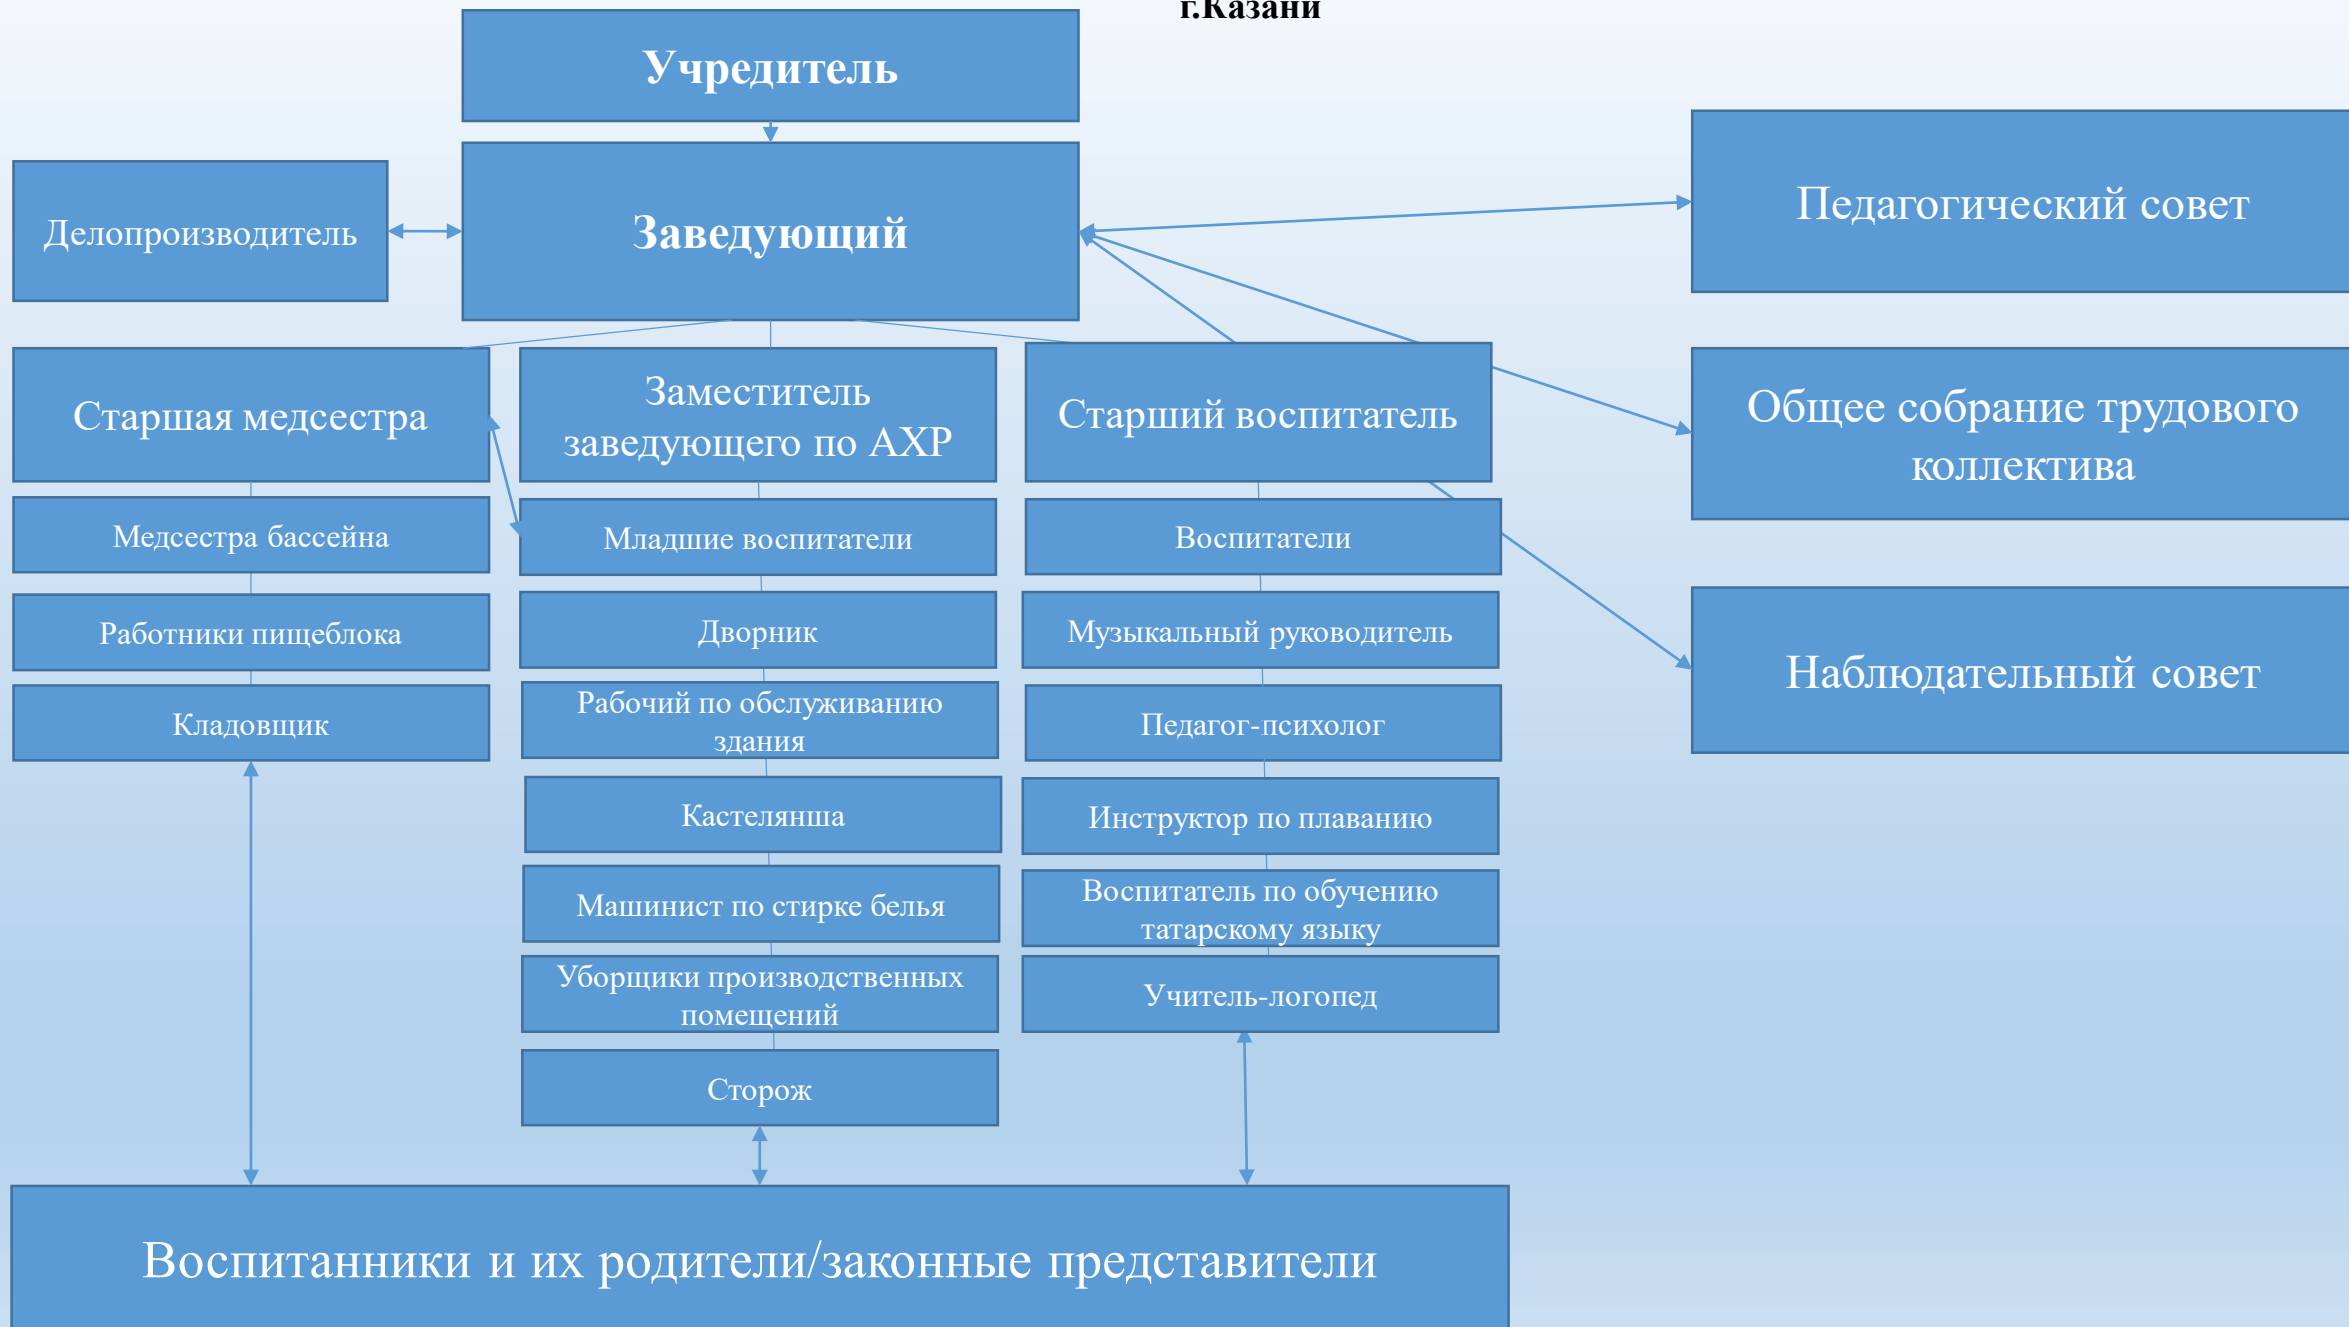 г.Казани
Учредитель
Делопроизводитель
Заведующий
Педагогический совет
Старшая медсестра
Заместитель
заведующего по АХР
Старший воспитатель
Общее собрание трудового
коллектива
Медсестра бассейна
Младшие воспитатели
Воспитатели
Работники пищеблока
Дворник
Музыкальный руководитель
Наблюдательный совет
Кладовщик
Рабочий по обслуживанию
здания
Педагог-психолог
Кастелянша
Инструктор по плаванию
Машинист по стирке белья
Воспитатель по обучению
татарскому языку
Уборщики производственных
помещений
Учитель-логопед
Сторож
Воспитанники и их родители/законные представители